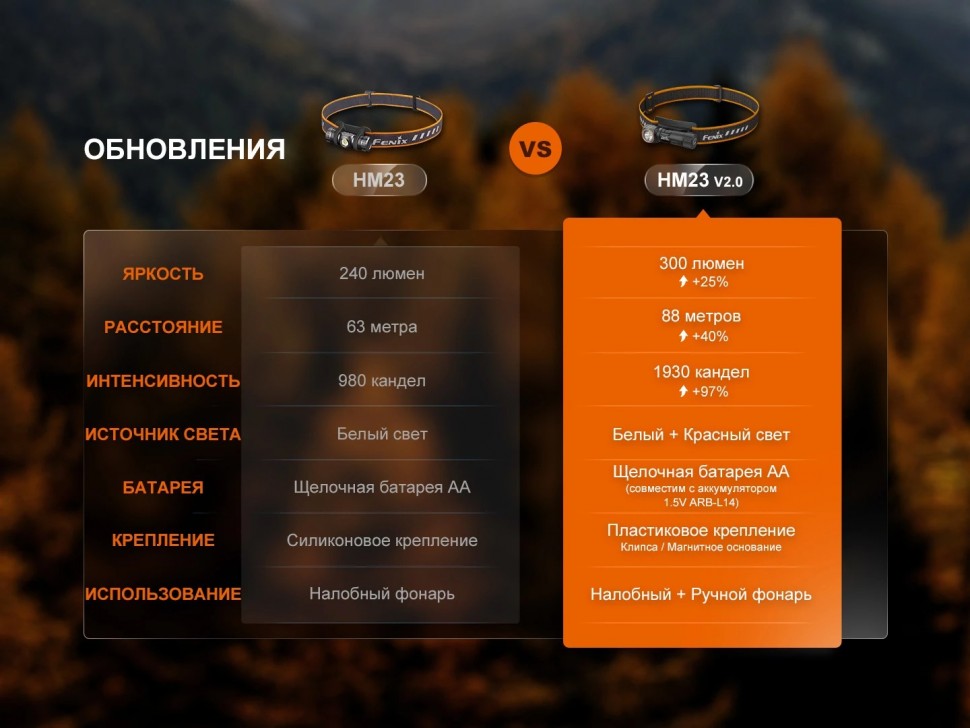 ОБНОВЛЕНИЯ
FENIX
HM23
VS
FENIX
HM23 V2.0
ЯРКОСТЬ
240 люмен
300 люмен
+25%
РАССТОЯНИЕ
63 метра
88 метров
+40%
ИНТЕНСИВНОСТЬ
980 кандел
1930 кандел
+97%
ИСТОЧНИК СВЕТА
Белый свет
Белый + Красный свет
БАТАРЕЯ
Щелочная батарея АА
Щелочная батарея АА
(совместим с аккумулятором
1.5V ARB-L14)
КРЕПЛЕНИЕ
Силиконовое крепление
Пластиковое крепление
Клипса / Магнитное основание
ИСПОЛЬЗОВАНИЕ
Налобный фонарь
Налобный + Ручной фонарь